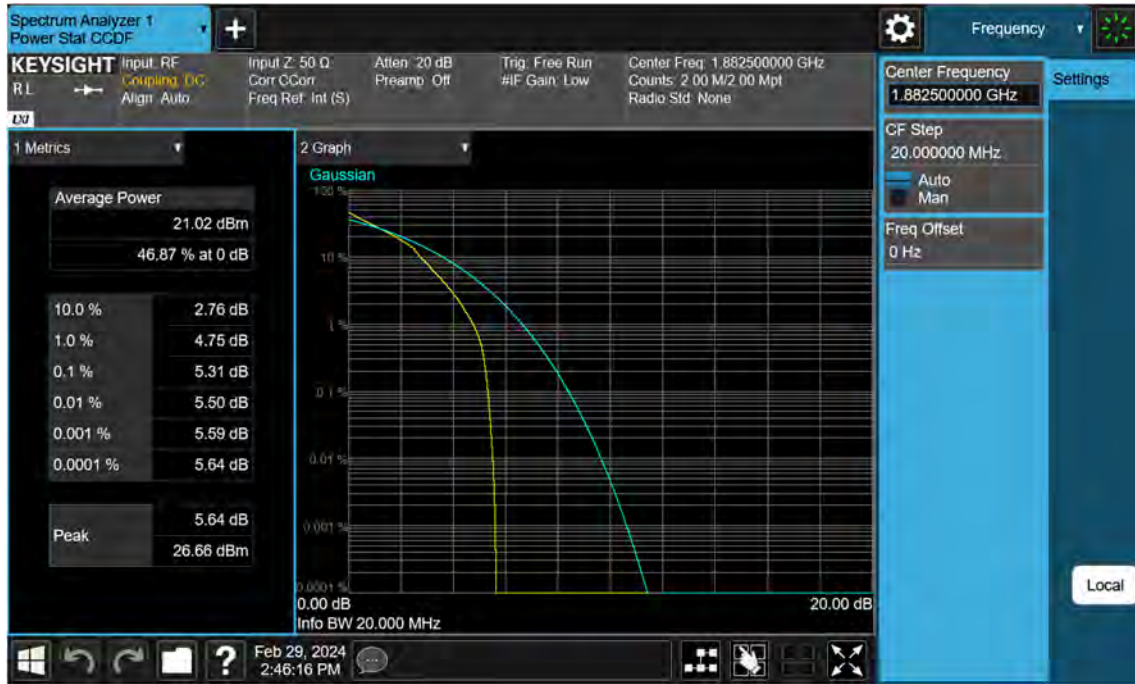 Spectrum Analyzer 1
Power Stat CCDF
+
Frequency
KEYSIGHT
RL
LXI
Input: RF
Coupling: DC
Align: Auto
Input Z: 50 Ω
Corr CCorr
Freq Ref: Int (S)
Atten: 20 dB
Preamp: Off
Trig: Free Run
#IF Gain: Low
Center Freq: 1.882500000 GHz
Counts: 2.00 M/2.00 Mpt
Radio Std: None
Center Frequency
1.882500000 GHz
Settings
CF Step
20.000000 MHz
Auto
Man
Freq Offset
0 Hz
1 Metrics
Average Power
21.02 dBm
46.87 % at 0 dB
10.0 % 2.76 dB
1.0 % 4.75 dB
0.1 % 5.31 dB
0.01 % 5.50 dB
0.001 % 5.59 dB
0.0001 % 5.64 dB
Peak
5.64 dB
26.66 dBm
2 Graph
Gaussian
100 %
10 %
1 %
0.1 %
0.01 %
0.001 %
0.0001 %
0.00 dB
20.00 dB
Info BW 20.000 MHz
Local
?
Feb 29, 2024
2:46:16 PM